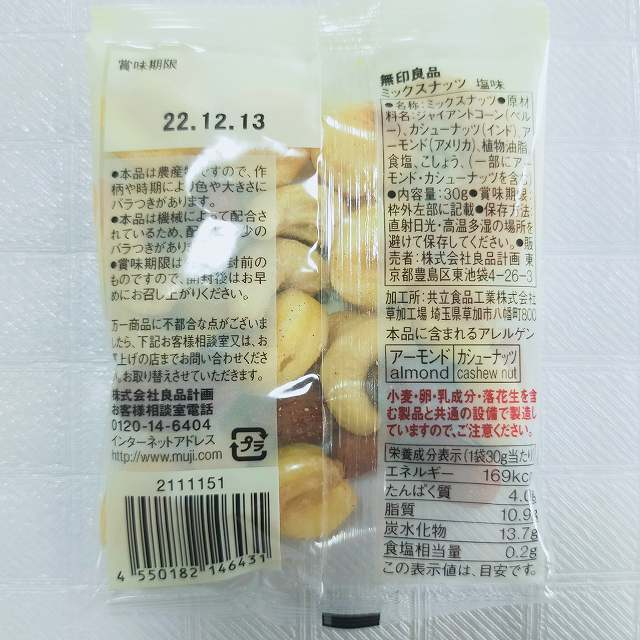 賞味期限
22.12.13
●本品は農産物ですので、作
柄や時期により色や大きさに
バラつきがあります。
●本品は機械によって配合さ
れているため、配 少の
バラつきがあります。
●賞味期限は 封前の
ものですので、開封後はお早
めにお召し上がりください。
万一商品に不都合な点がございま
したら、下記お客様相談室又は、お
買上げの店までお問い合わせくださ
い。お取り替えさせていただきます。
株式会社良品計画
お客様相談室電話
0120-14-6404
インターネットアドレス
http://www.muji.com
プラ
2111151
4 550182 146431
無印良品
ミックスナッツ 塩味
●名称:ミックスナッツ●原材
料名:ジャイアントコーン(ペル
ー)、カシューナッツ(インド)、ア
ーモンド(アメリカ)、植物油脂、
食塩、こしょう、(一部にアー
モンド・カシューナッツを含む)
●内容量:30g●賞味期限:
枠外左部に記載●保存方法:
直射日光・高温多湿の場所を
避けて保存してください。●販
売者:株式会社良品計画 東
京都豊島区東池袋4-26-3
加工所:共立食品工業株式会社
草加工場 埼玉県草加市八幡町800
本品に含まれるアレルゲン
アーモンド カシューナッツ
almond cashew nut
小麦・卵・乳成分・落花生を含
む製品と共通の設備で製造し
ていますので、ご注意ください。
栄養成分表示(1袋30g当たり)
エネルギー 169kcal
たんぱく質 4.0g
脂質 10.9g
炭水化物 13.7g
食塩相当量 0.2g
この表示値は、目安です。